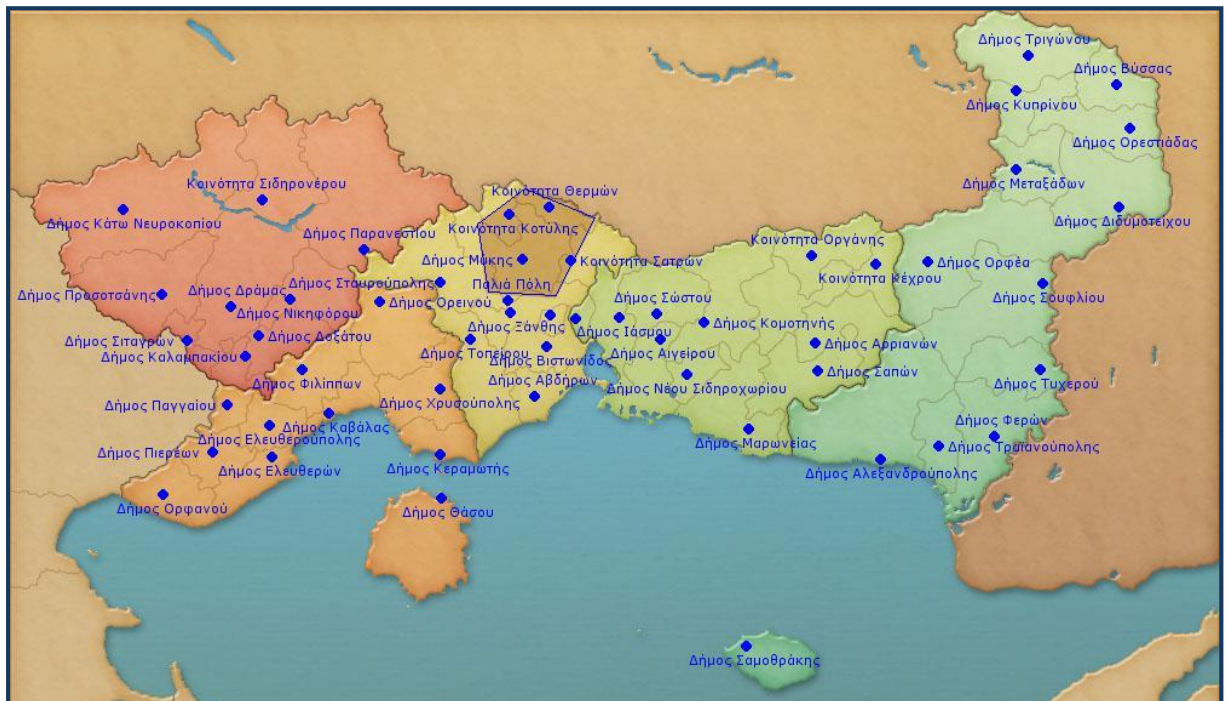 Δήμος Τριγώνου
Δήμος Βύσσας
Δήμος Κυπρίνου
Δήμος Ορεστιάδας
Δήμος Μεταξάδων
Κοινότητα Σιδηρονέρου
Κοινότητα Θερμών
Δήμος Κάτω Νευροκοπίου
Δήμος Διδυμοτείχου
Κοινότητα Κοτύλης
Δήμος Παρανεστίου
Κοινότητα Οργάνης
Δήμος Μύκης
Κοινότητα Σατρών
Δήμος Ορφέα
Κοινότητα Κέχρου
Δήμος Σταυρούπολης
Παλιά Πόλη
Δήμος Δράμας
Δήμος Προσοτσάνης
Δήμος Σώστου
Δήμος Σουφλίου
Δήμος Ορεινού
Δήμος Νικηφόρου
Δήμος Ξάνθης
Δήμος Ιάσμου
Δήμος Κομοτηνής
Δήμος Δοξάτου
Δήμος Σιταγρών
Δήμος Αρριανών
Δήμος Τοπείρου
Δήμος Αιγείρου
Δήμος Καλαμπακίου
Δήμος Βιστωνίδος
Δήμος Σαπών
Δήμος Φιλίππων
Δήμος Αβδήρων
Δήμος Τυχερού
Δήμος Νέου Σιδηροχωρίου
Δήμος Παγγαίου
Δήμος Χρυσούπολης
Δήμος Φερών
Δήμος Καβάλας
Δήμος Ελευθερούπολης
Δήμος Μαρωνείας
Δήμος Τραϊανούπολης
Δήμος Πιερέων
Δήμος Ελευθερών
Δήμος Κεραμωτής
Δήμος Αλεξανδρούπολης
Δήμος Ορφανού
Δήμος Θάσου
Δήμος Σαμοθράκης